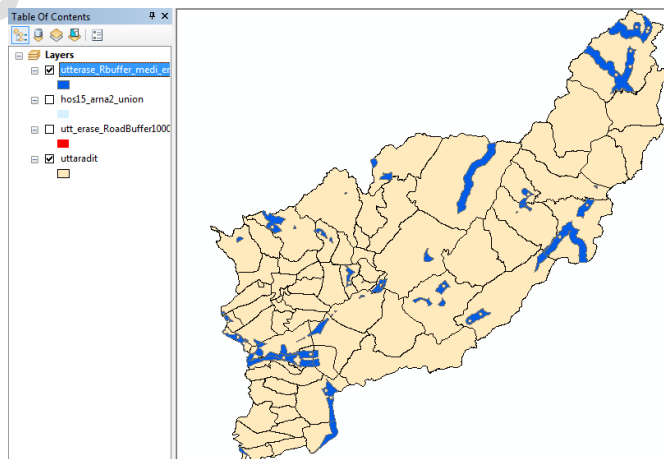 Table Of Contents
Layers
utterase_Rbuffer_medi_er
hos15_arna2_union
utt_erase_RoadBuffer1000
uttaradit